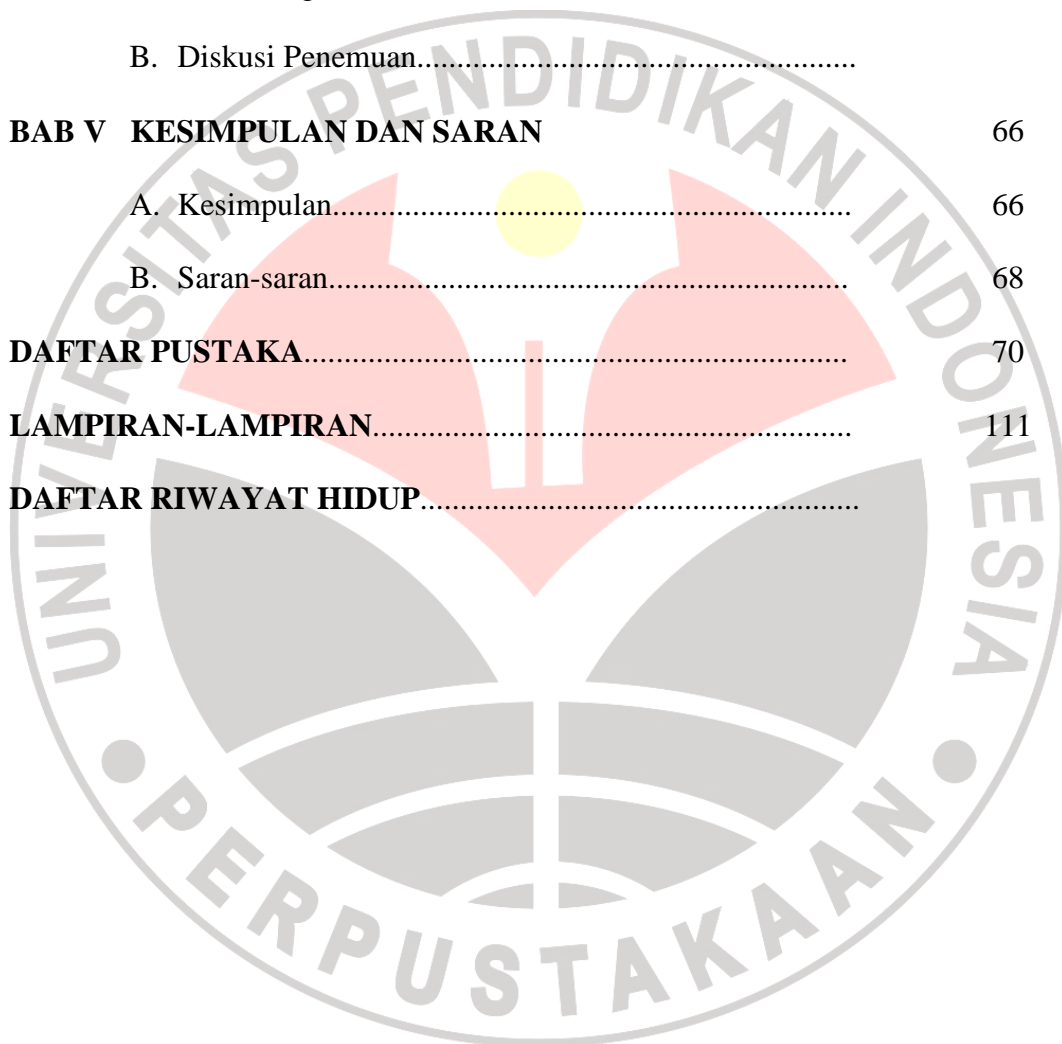 B. Diskusi Penemuan......................................................
BAB V KESIMPULAN DAN SARAN 66
A. Kesimpulan............................................................... 66
B. Saran-saran............................................................... 68
DAFTAR PUSTAKA.................................................................. 70
LAMPIRAN-LAMPIRAN.......................................................... 111
DAFTAR RIWAYAT HIDUP.....................................................
UNIVERSITAS PENDIDIKAN INDONESIA
PERPUSTAKAAN